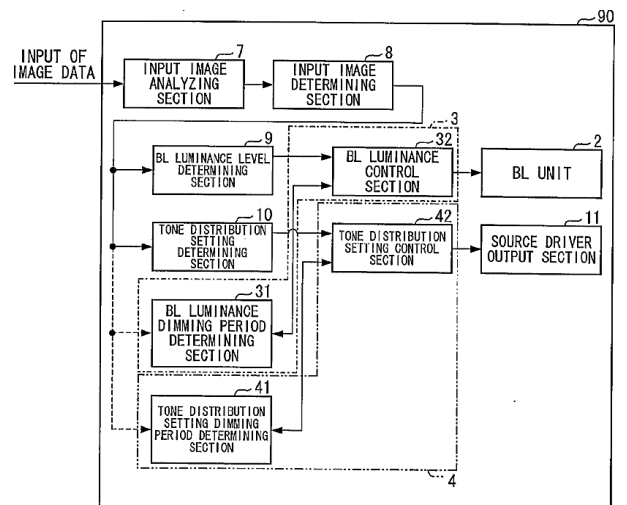 90
INPUT OF
IMAGE DATA
7
INPUT IMAGE
ANALYZING
SECTION
8
INPUT IMAGE
DETERMINING
SECTION
3
9
BL LUMINANCE LEVEL
DETERMINING
SECTION
32
BL LUMINANCE
CONTROL
SECTION
2
BL UNIT
10
TONE DISTRIBUTION
SETTING
DETERMINING
SECTION
42
TONE DISTRIBUTION
SETTING CONTROL
SECTION
11
SOURCE DRIVER
OUTPUT SECTION
31
BL LUMINANCE
DIMMING PERIOD
DETERMINING
SECTION
41
TONE DISTRIBUTION
SETTING DIMMING
PERIOD DETERMINING
SECTION
4